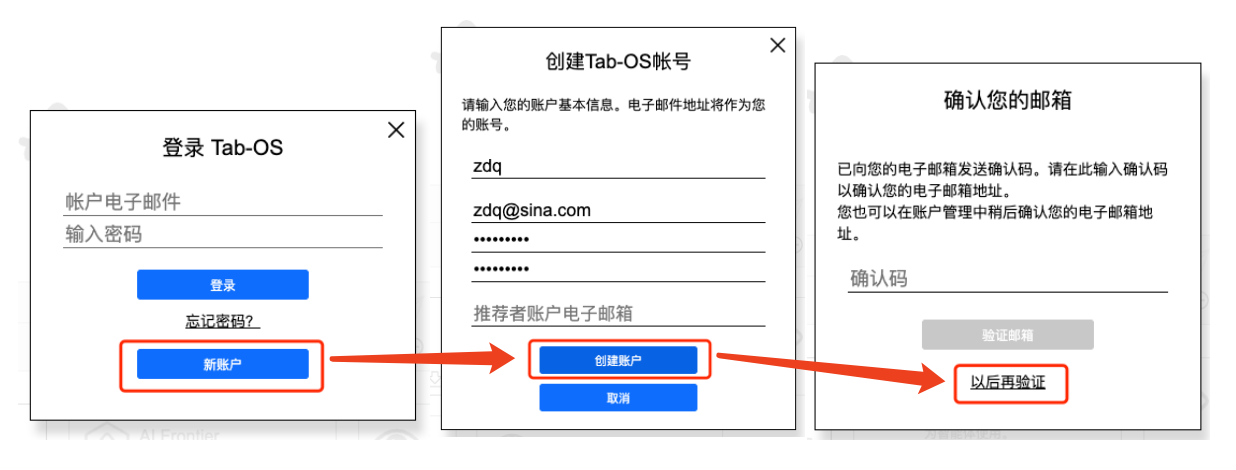 登录 Tab-OS
帐户电子邮件
输入密码
登录
忘记密码?
新账户
创建Tab-OS帐号
请输入您的账户基本信息。电子邮件地址将作为您
的账号。
zdq
zdq@sina.com
•••••••••
•••••••••
推荐者账户电子邮箱
创建账户
取消
确认您的邮箱
已向您的电子邮箱发送确认码。请在此输入确认码
以确认您的电子邮箱地址。
您也可以在账户管理中稍后确认您的电子邮箱地
址。
确认码
验证邮箱
以后再验证
AI Frontier